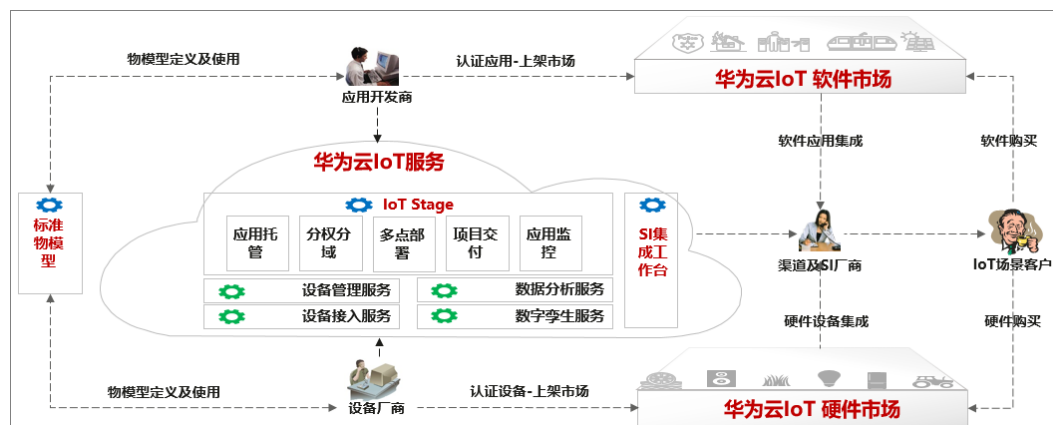 物模型定义及使用
认证应用-上架市场
华为云IoT 软件市场
应用开发商
软件应用集成
软件购买
华为云IoT服务
标准
物模
型
IoT Stage
应用托
管
分权分
域
多点部
署
项目交
付
应用监
控
SI集
成工
作台
渠道及SI厂商
IoT场景客户
设备管理服务
数据分析服务
设备接入服务
数字孪生服务
硬件设备集成
硬件购买
物模型定义及使用
设备厂商
认证设备-上架市场
华为云IoT 硬件市场